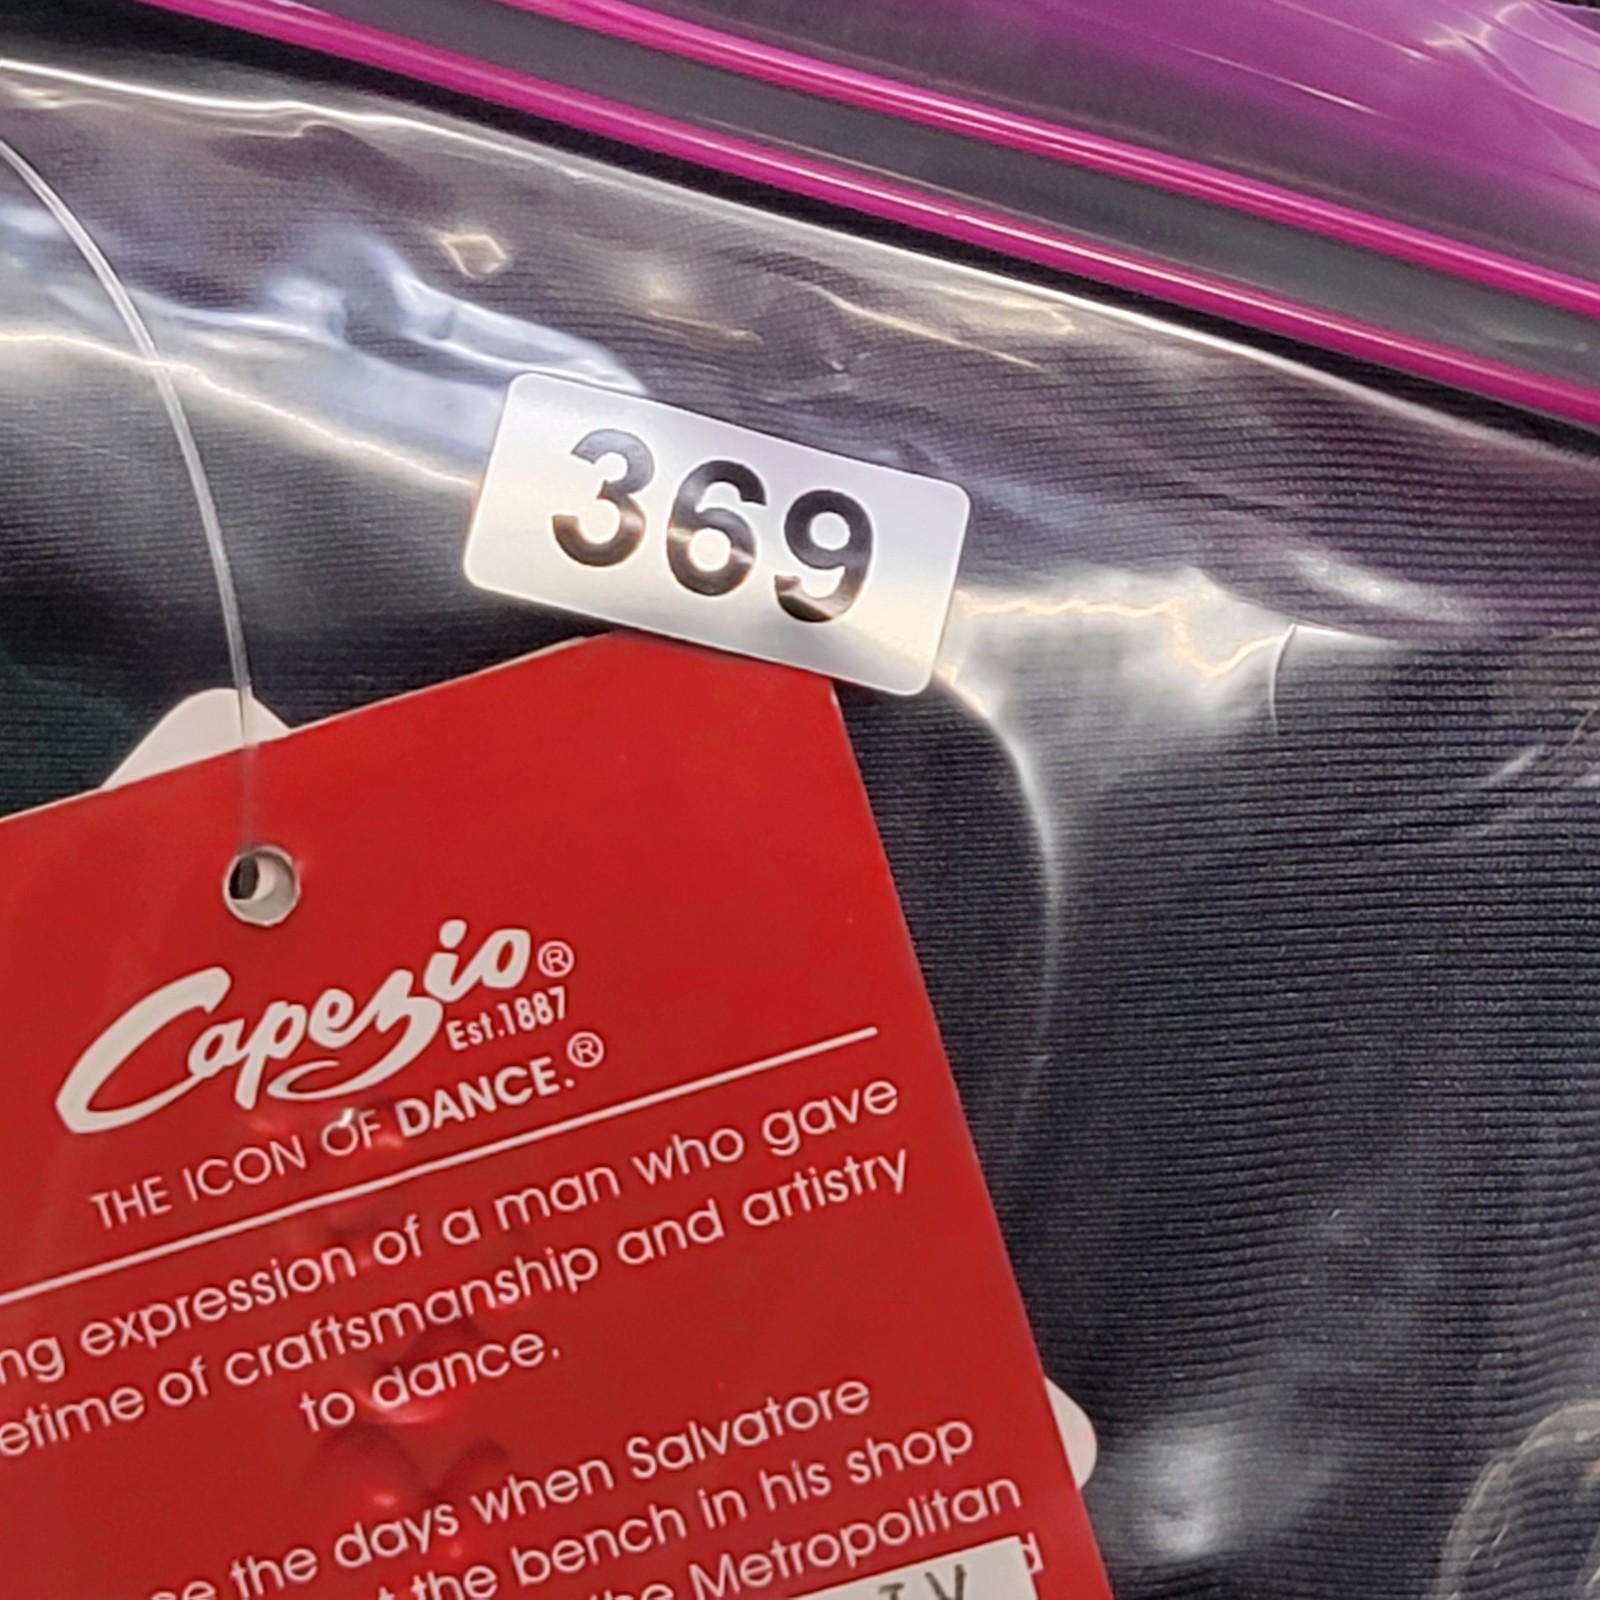 369
Capezio®
Est.1887
THE ICON OF DANCE.®
expression of a man who gave
of craftsmanship and artistry
to dance.
the days when Salvatore
the bench in his shop
the Metropolitan